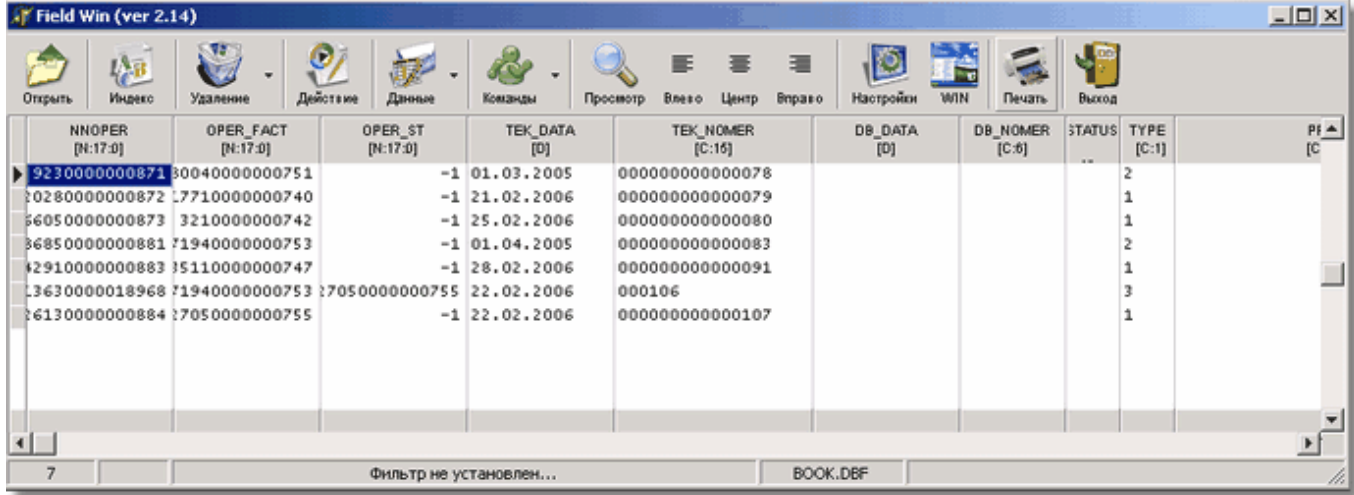 Field Win (ver 2.14)
Открыть Индекс Удаление Действие Данные Команды Просмотр Влево Центр Вправо Настройки WIN Печать Выход
NNOPER OPER_FACT OPER_ST TEK_DATA TEK_NOMER DB_DATA DB_NOMER STATUS TYPE
[N:17:0] [N:17:0] [N:17:0] [D] [C:15] [D] [C:6] [C:1]
9230000000871 30040000000751 -1 01.03.2005 000000000000078 2
20280000000872 17710000000740 -1 21.02.2006 000000000000079 1
66050000000873 3210000000742 -1 25.02.2006 000000000000080 1
36850000000881 71940000000753 -1 01.04.2005 000000000000083 2
42910000000883 35110000000747 -1 28.02.2006 000000000000091 1
13630000018968 71940000000753 27050000000755 22.02.2006 000106 3
26130000000884 27050000000755 -1 22.02.2006 000000000000107 1
7 Фильтр не установлен... BOOK.DBF